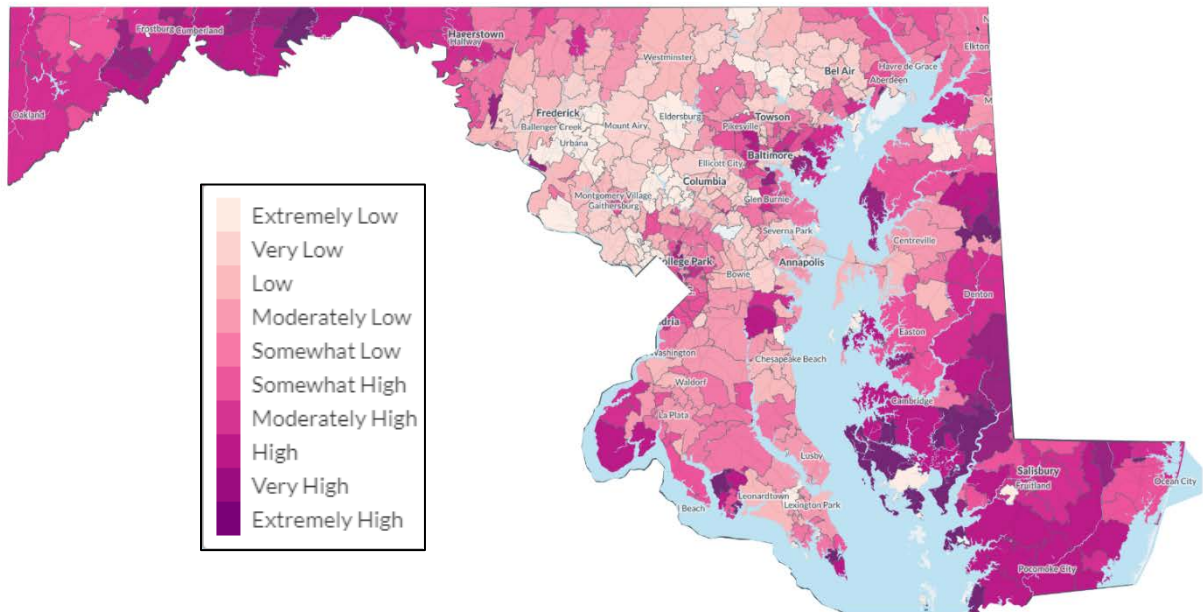 Frostburg
Cumberland
Hagerstown
Halfway
Westminster
Bel Air
Havre de Grace
Aberdeen
Elkton
Oakland
Frederick
Ballenger Creek
Mount Airy
Eldersburg
Pikesville
Towson
Urbana
Baltimore
Ellicott City
Columbia
Montgomery Village
Gaithersburg
Glen Burnie
Severna Park
Centreville
College Park
Annapolis
Bowie
Denton
Easton
Washington
Chesapeake Beach
Waldorf
Cambridge
La Plata
Lusby
Salisbury
Fruitland
Ocean City
Leonardtown
Beach
Lexington Park
Pocomoke City
Extremely Low
Very Low
Low
Moderately Low
Somewhat Low
Somewhat High
Moderately High
High
Very High
Extremely High